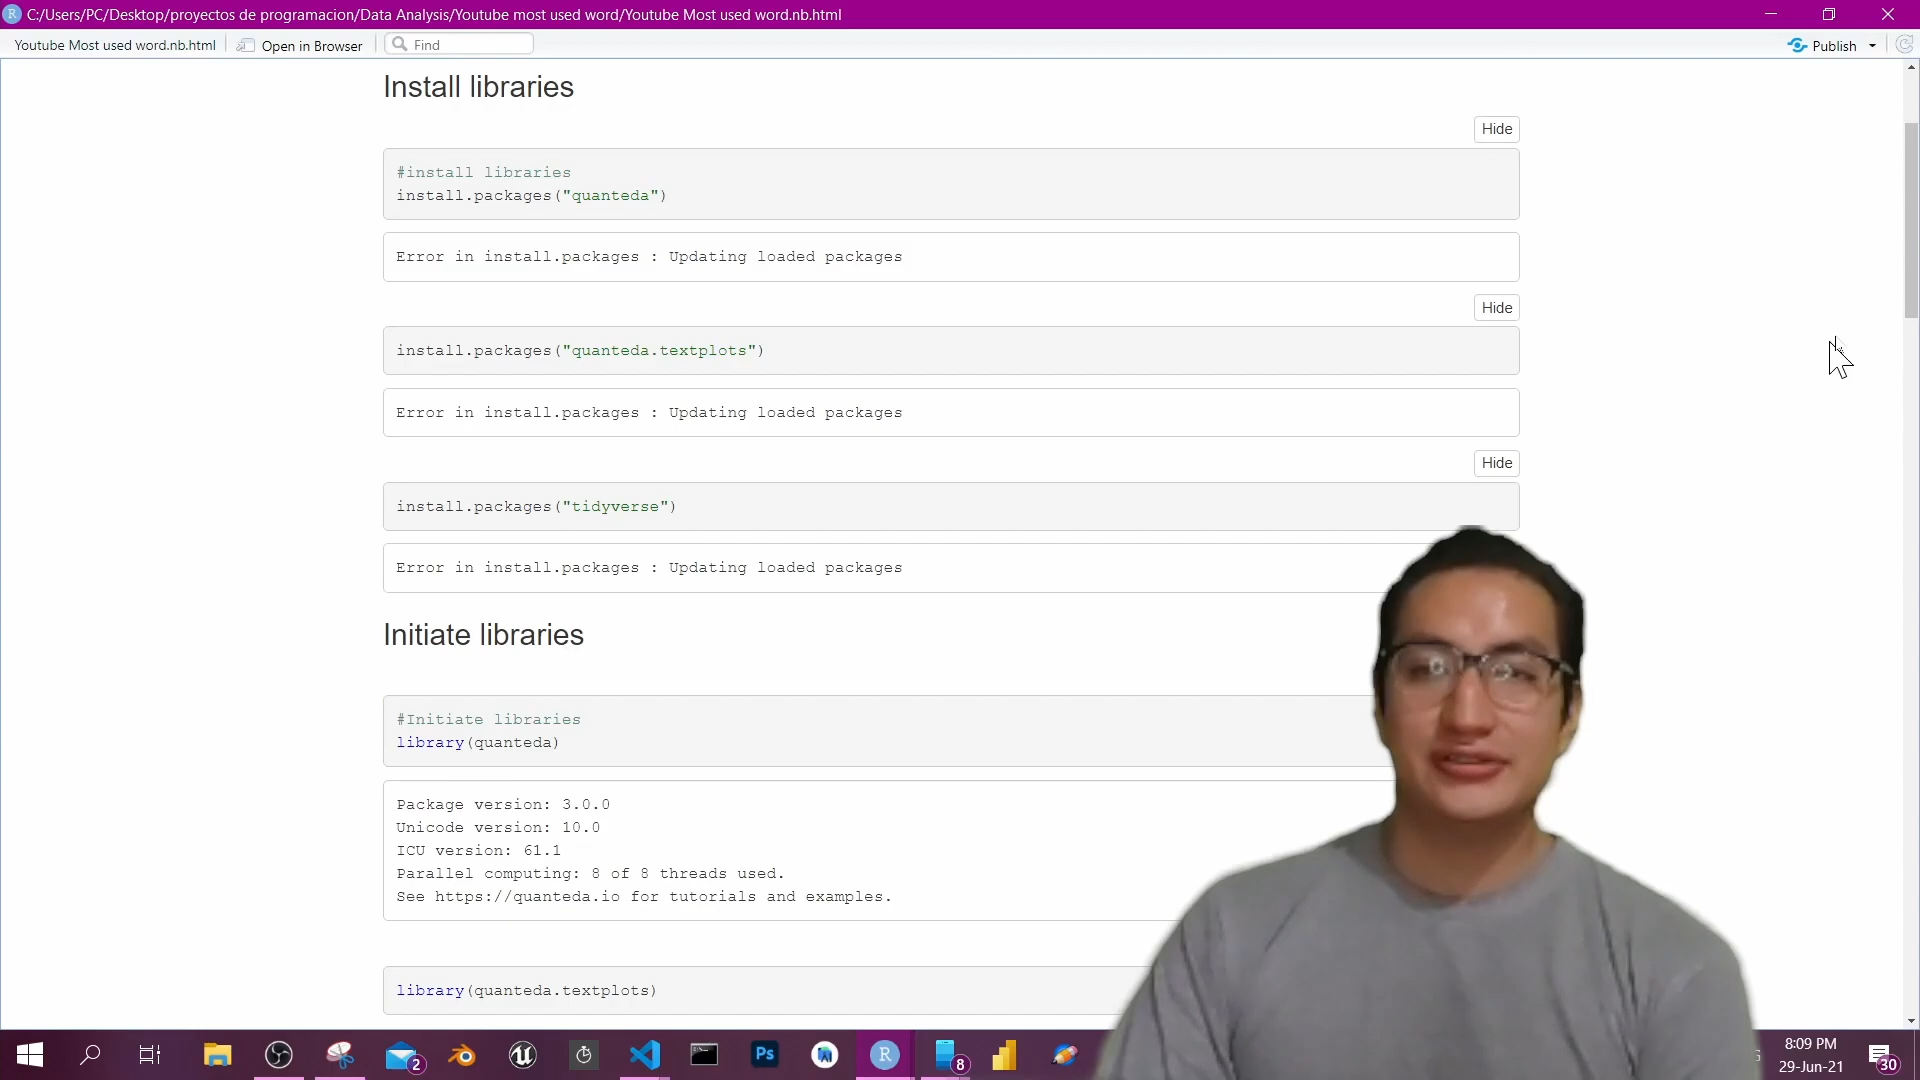 C:/Users/PC/Desktop/proyectos de programacion/Data Analysis/Youtube most used word/Youtube Most used word.nb.html
Youtube Most used word.nb.html Open in Browser Find Publish
Install libraries
Hide
#install libraries
install.packages("quanteda")
Error in install.packages : Updating loaded packages
Hide
install.packages("quanteda.textplots")
Error in install.packages : Updating loaded packages
Hide
install.packages("tidyverse")
Error in install.packages : Updating loaded packages
Initiate libraries
#Initiate libraries
library(quanteda)
Package version: 3.0.0
Unicode version: 10.0
ICU version: 61.1
Parallel computing: 8 of 8 threads used.
See https://quanteda.io for tutorials and examples.
library(quanteda.textplots)
2
Ps
R
8
8:09 PM
29-Jun-21
30